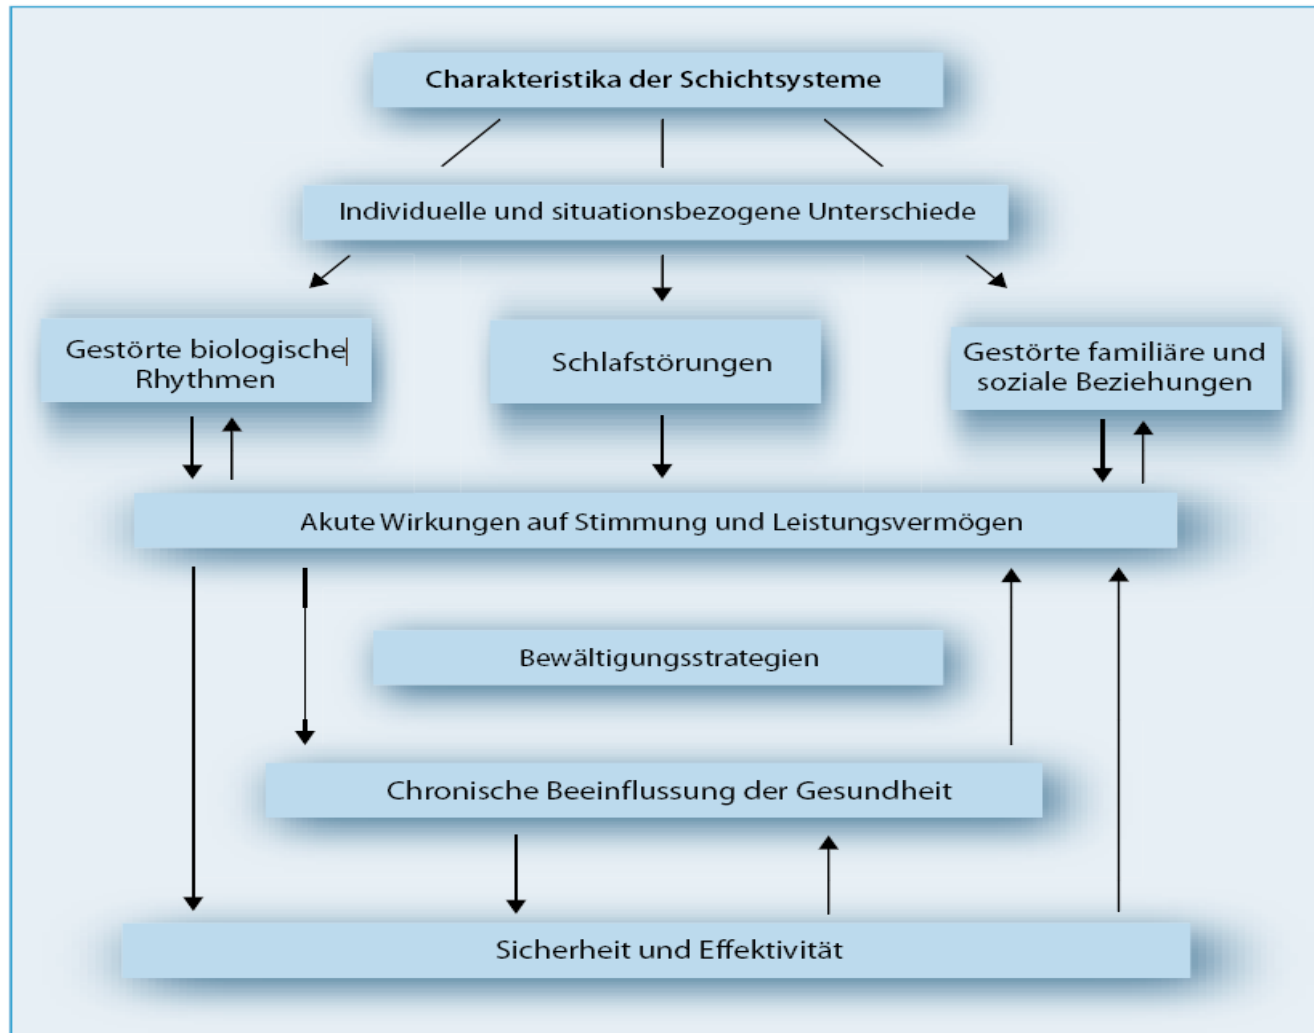 Charakteristika der Schichtsysteme
Individuelle und situationsbezogene Unterschiede
Gestörte biologische
Rhythmen
Schlafstörungen
Gestörte familiäre und
soziale Beziehungen
Akute Wirkungen auf Stimmung und Leistungsvermögen
Bewältigungsstrategien
Chronische Beeinflussung der Gesundheit
Sicherheit und Effektivität